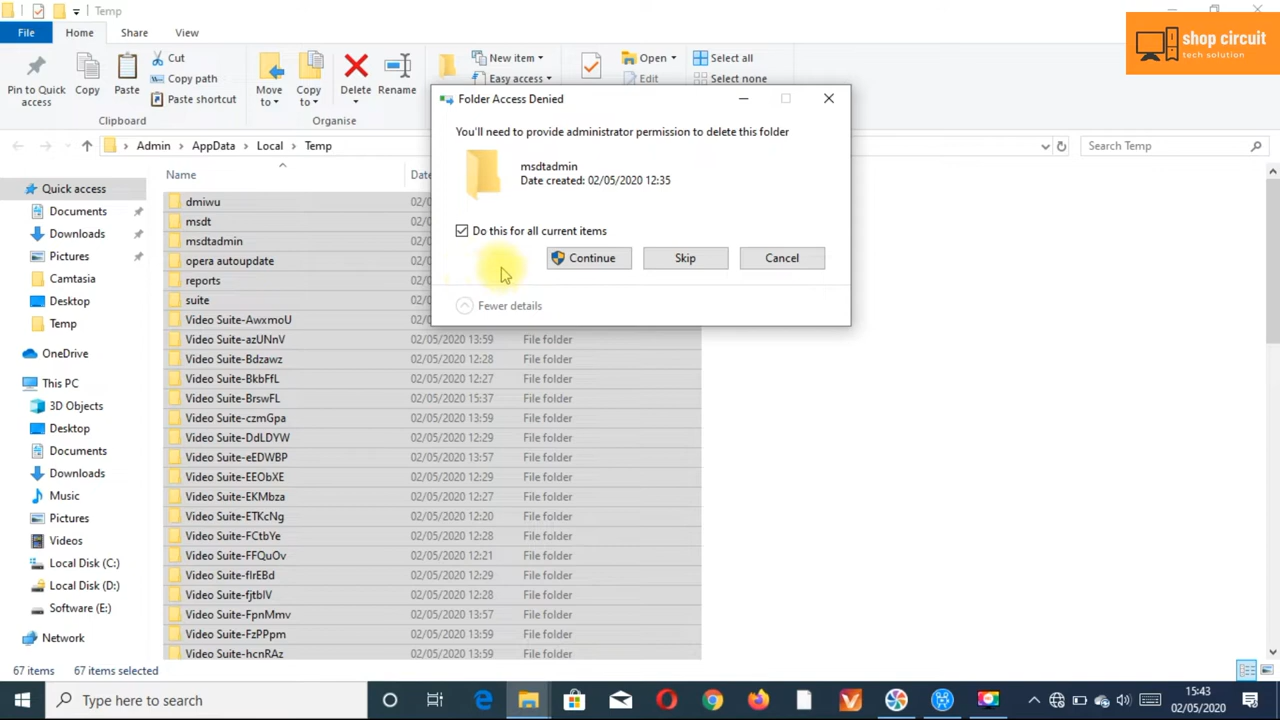 Temp
shop circuit
tech solution
File Home Share View
Pin to Quick access
Copy
Paste
Cut
Copy path
Paste shortcut
Move to
Copy to
Delete
Rename
New item
Easy access
Open
Edit
Select all
Select none
Clipboard
Organise
Admin AppData Local Temp
Search Temp
Folder Access Denied
You'll need to provide administrator permission to delete this folder
msdtadmin
Date created: 02/05/2020 12:35
Do this for all current items
Continue Skip Cancel
Fewer details
Quick access
Documents
Downloads
Pictures
Camtasia
Desktop
Temp
OneDrive
This PC
3D Objects
Desktop
Documents
Downloads
Music
Pictures
Videos
Local Disk (C:)
Local Disk (D:)
Software (E:)
Network
Name Da
dmiwu 02/0
msdt 02/0
msdtadmin 02/0
opera autoupdate 02/0
reports 02/0
suite 02/0
Video Suite-AwxmoU 02/0
Video Suite-azUNnV 02/05/2020 13:59 File folder
Video Suite-Bdzawz 02/05/2020 12:28 File folder
Video Suite-BkbFfL 02/05/2020 12:27 File folder
Video Suite-BrswFL 02/05/2020 15:37 File folder
Video Suite-czmGpa 02/05/2020 13:59 File folder
Video Suite-DdLDYW 02/05/2020 12:29 File folder
Video Suite-eEDWBP 02/05/2020 13:59 File folder
Video Suite-EEObXE 02/05/2020 12:29 File folder
Video Suite-EKMbza 02/05/2020 12:27 File folder
Video Suite-ETKcNg 02/05/2020 12:20 File folder
Video Suite-FCtbYe 02/05/2020 12:28 File folder
Video Suite-FFQuOv 02/05/2020 12:21 File folder
Video Suite-flrEBd 02/05/2020 12:29 File folder
Video Suite-fjtblV 02/05/2020 12:28 File folder
Video Suite-FpnMmv 02/05/2020 13:57 File folder
Video Suite-FzPPpm 02/05/2020 13:59 File folder
Video Suite-hcnRAz 02/05/2020 13:59 File folder
67 items 67 items selected
Type here to search
15:43
02/05/2020